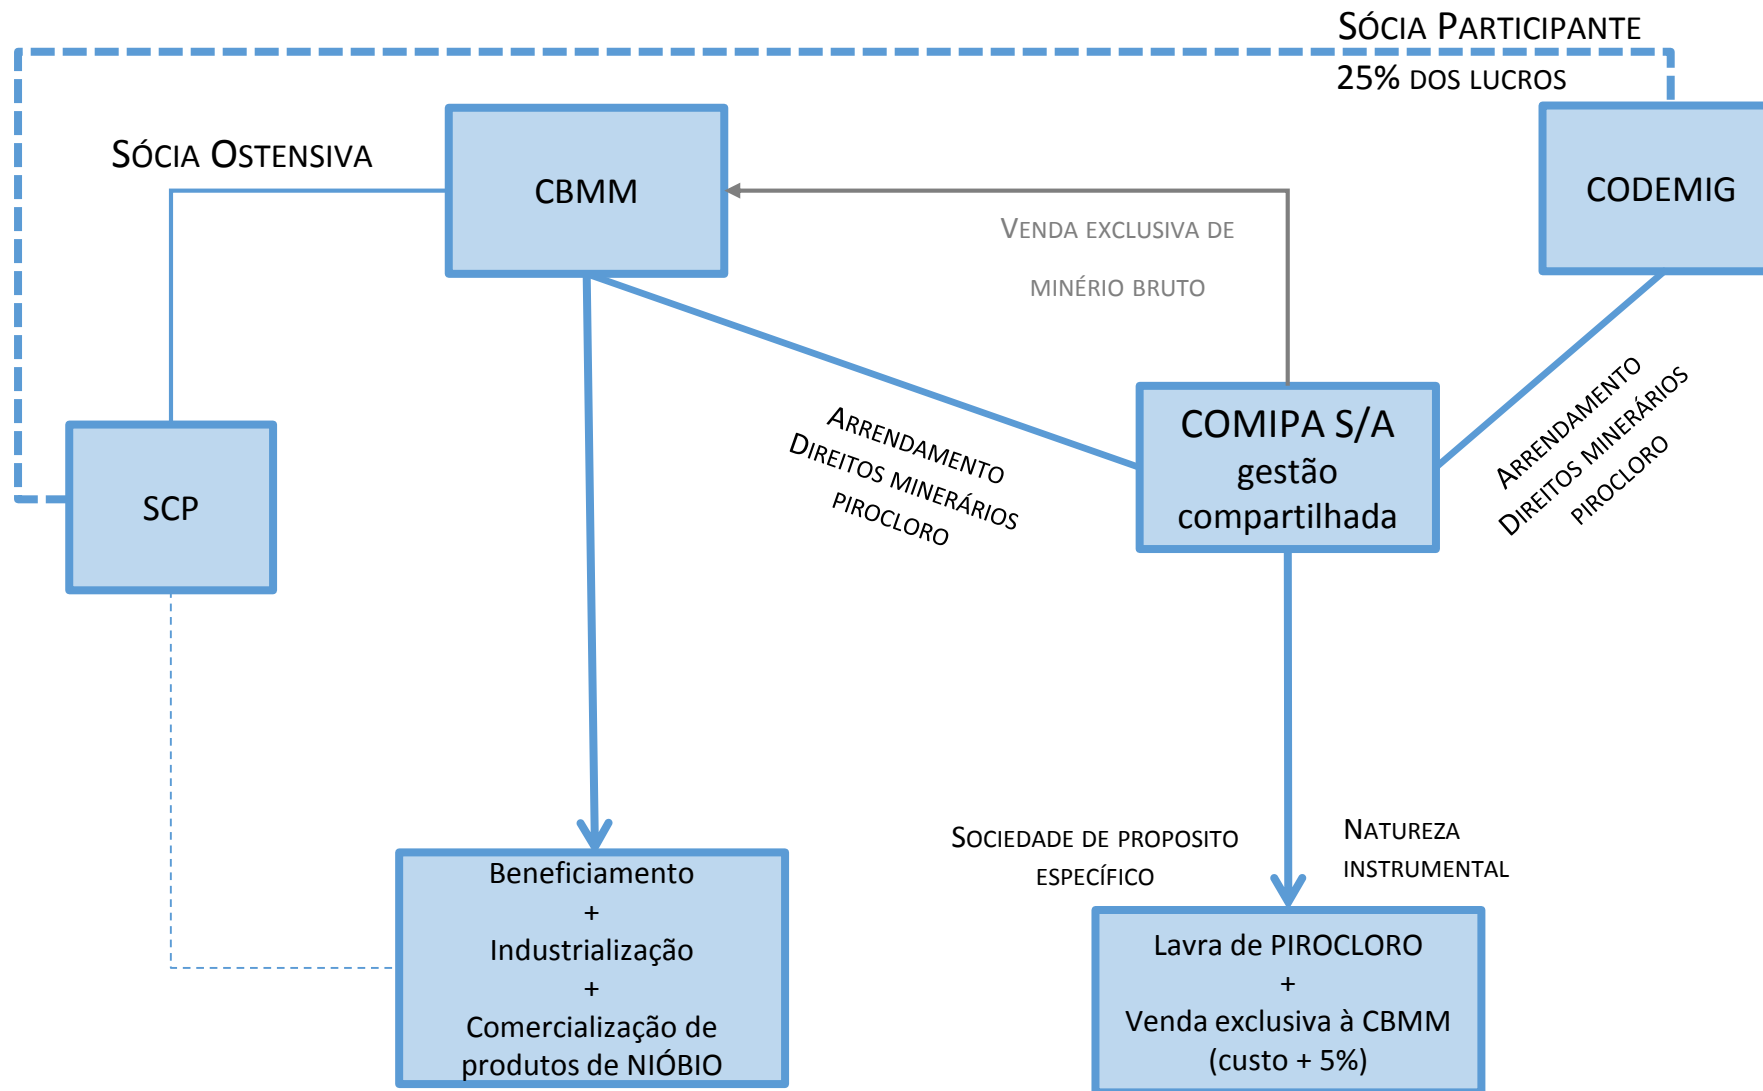 SÓCIA PARTICIPANTE
25% DOS LUCROS
SÓCIA OSTENSIVA
CBMM
CODEMIG
VENDA EXCLUSIVA DE
MINÉRIO BRUTO
ARRENDAMENTO
DIREITOS MINERÁRIOS
PIROCLORO
COMIPA S/A
gestão
compartilhada
ARRENDAMENTO
DIREITOS MINERÁRIOS
PIROCLORO
SCP
SOCIEDADE DE PROPOSITO
ESPECÍFICO
NATUREZA
INSTRUMENTAL
Beneficiamento
+
Industrialização
+
Comercialização de
produtos de NIÓBIO
Lavra de PIROCLORO
+
Venda exclusiva à CBMM
(custo + 5%)